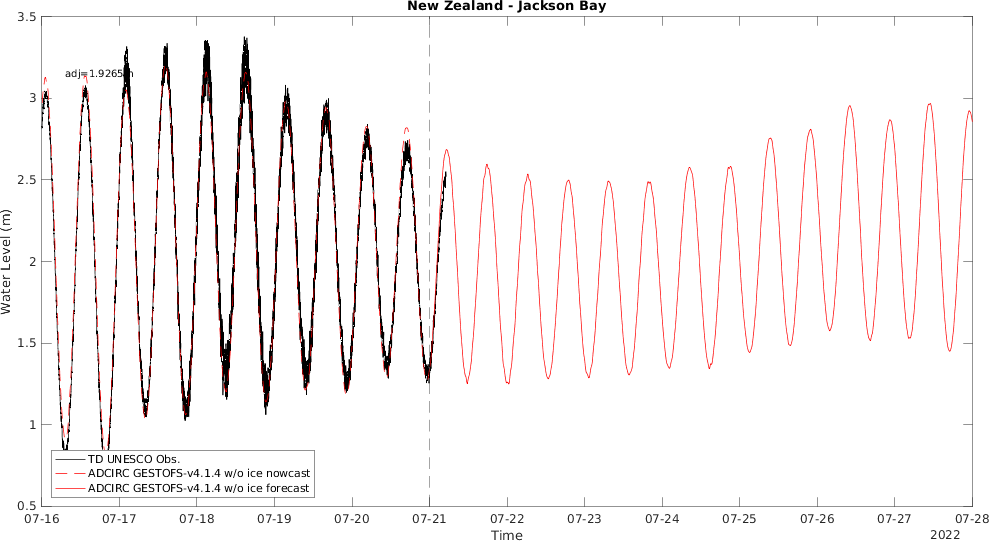 New Zealand - Jackson Bay
3.5
adj=1.9265m
3
2.5
Water Level (m)
2
1.5
1
TD UNESCO Obs.
ADCIRC GESTOFS-v4.1.4 w/o ice nowcast
ADCIRC GESTOFS-v4.1.4 w/o ice forecast
0.5
07-16 07-17 07-18 07-19 07-20 07-21 07-22 07-23 07-24 07-25 07-26 07-27 07-28
Time
2022